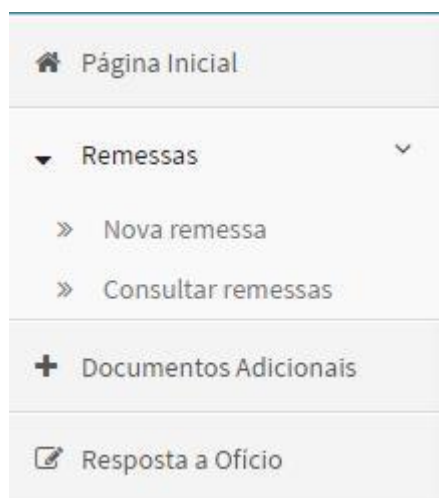 Página Inicial
Remessas
Nova remessa
Consultar remessas
Documentos Adicionais
Resposta a Ofício